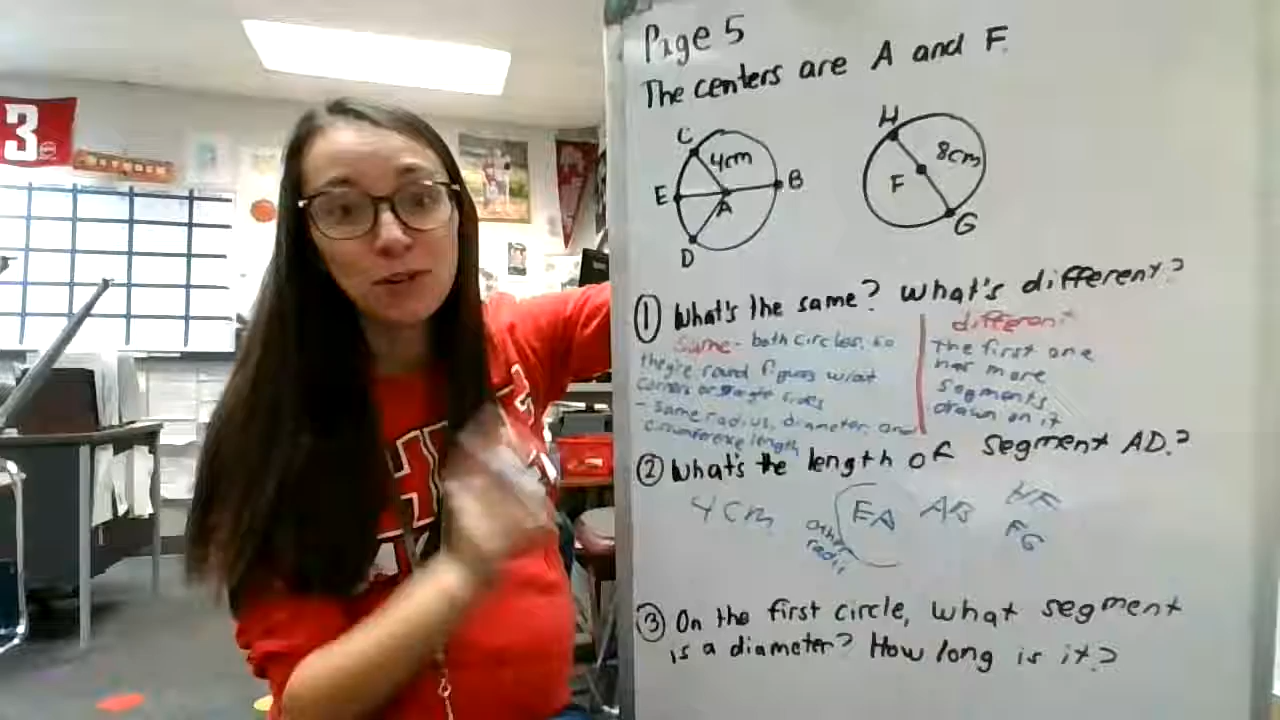 3
Page 5
The centers are A and F.
C
4cm
E
B
A
D
H
8cm
F
G
① What's the same? What's different?
Same - both circles, so
they're round figures w/out
corners or straight sides
- same radius, diameter, and
circumference length
different
The first one
has more
segments
drawn on it
② What's the length of segment AD?
4cm
other
radii
EA
AB
HF
FG
③ On the first circle, what segment
is a diameter? How long is it?